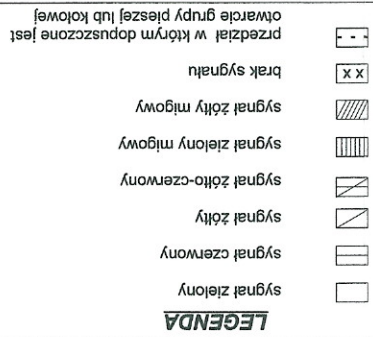 LEGENDA
sygnał zielony
sygnał czerwony
sygnał żółty
sygnał żółto-czerwony
sygnał zielony migowy
sygnał żółty migowy
x x brak sygnału
przedział w którym dopuszczone jest
otwarcie grupy pieszej lub kołowej